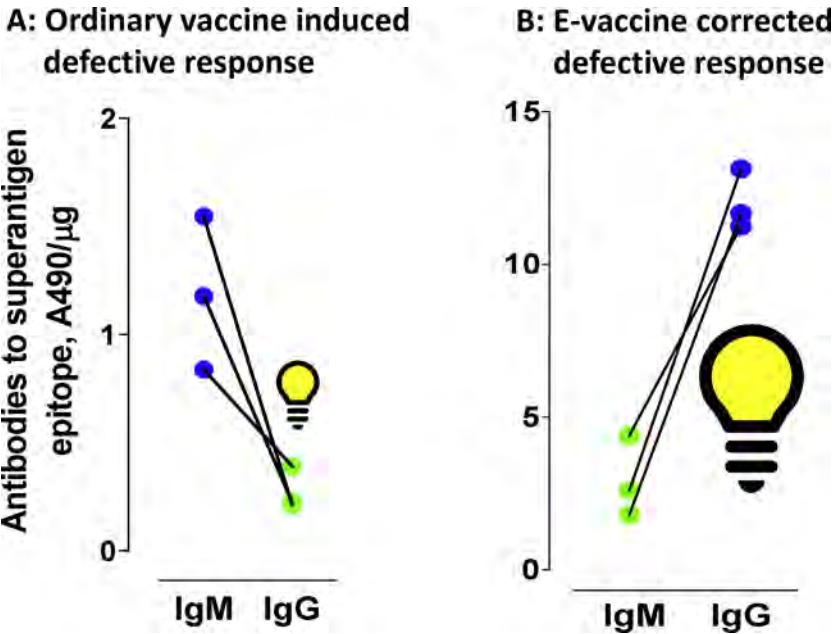 A: Ordinary vaccine induced
defective response
B: E-vaccine corrected
defective response
Antibodies to superantigen
epitope, A490/µg
2
1
0
IgM IgG
15
10
5
0
IgM IgG